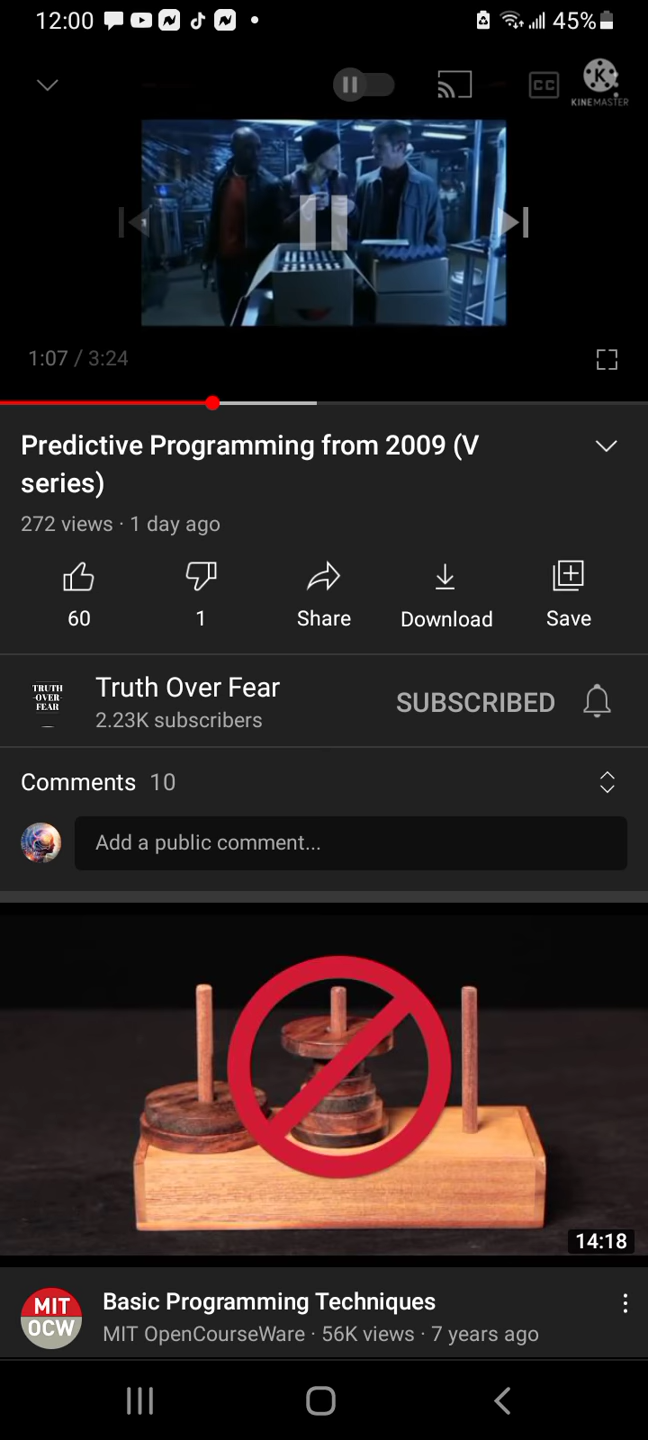 12:00
45%
CC
K
KINEMASTER
1:07 / 3:24
Predictive Programming from 2009 (V
series)
272 views · 1 day ago
60
1
Share
Download
Save
TRUTH
OVER
FEAR
Truth Over Fear
2.23K subscribers
SUBSCRIBED
Comments 10
Add a public comment...
14:18
MIT
OCW
Basic Programming Techniques
MIT OpenCourseWare · 56K views · 7 years ago